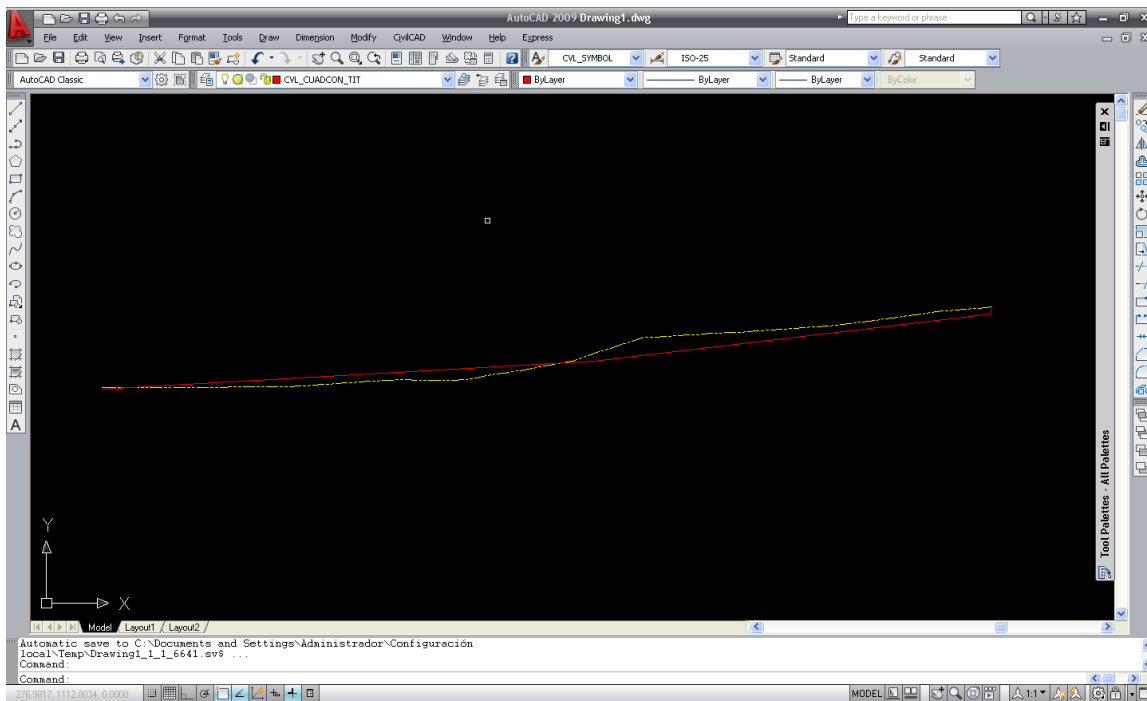 AutoCAD 2009 Drawing1.dwg
Type a keyword or phrase
File Edit View Insert Format Tools Draw Dimension Modify CivilCAD Window Help Express
CVL_SYMBOL ISO-25 Standard Standard
AutoCAD Classic CVL_CUADCON_TIT ByLayer ByLayer ByLayer ByColor
Y
X
Tool Palettes - All Palettes
A
Model Layout1 Layout2
Automatic save to C:\Documents and Settings\Administrador\Configuración
local\Temp\Drawing1_1_1_6641.sv$ ...
Command:
Command:
276.9817, 1112.8034, 0.0000 MODEL 1:1